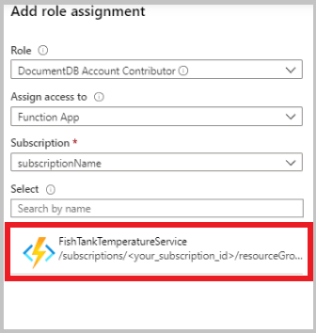 Add role assignment
Role
DocumentDB Account Contributor
Assign access to
Function App
Subscription *
subscriptionName
Select
Search by name
FishTankTemperatureService
/subscriptions/<your_subscription_id>/resourceGro...